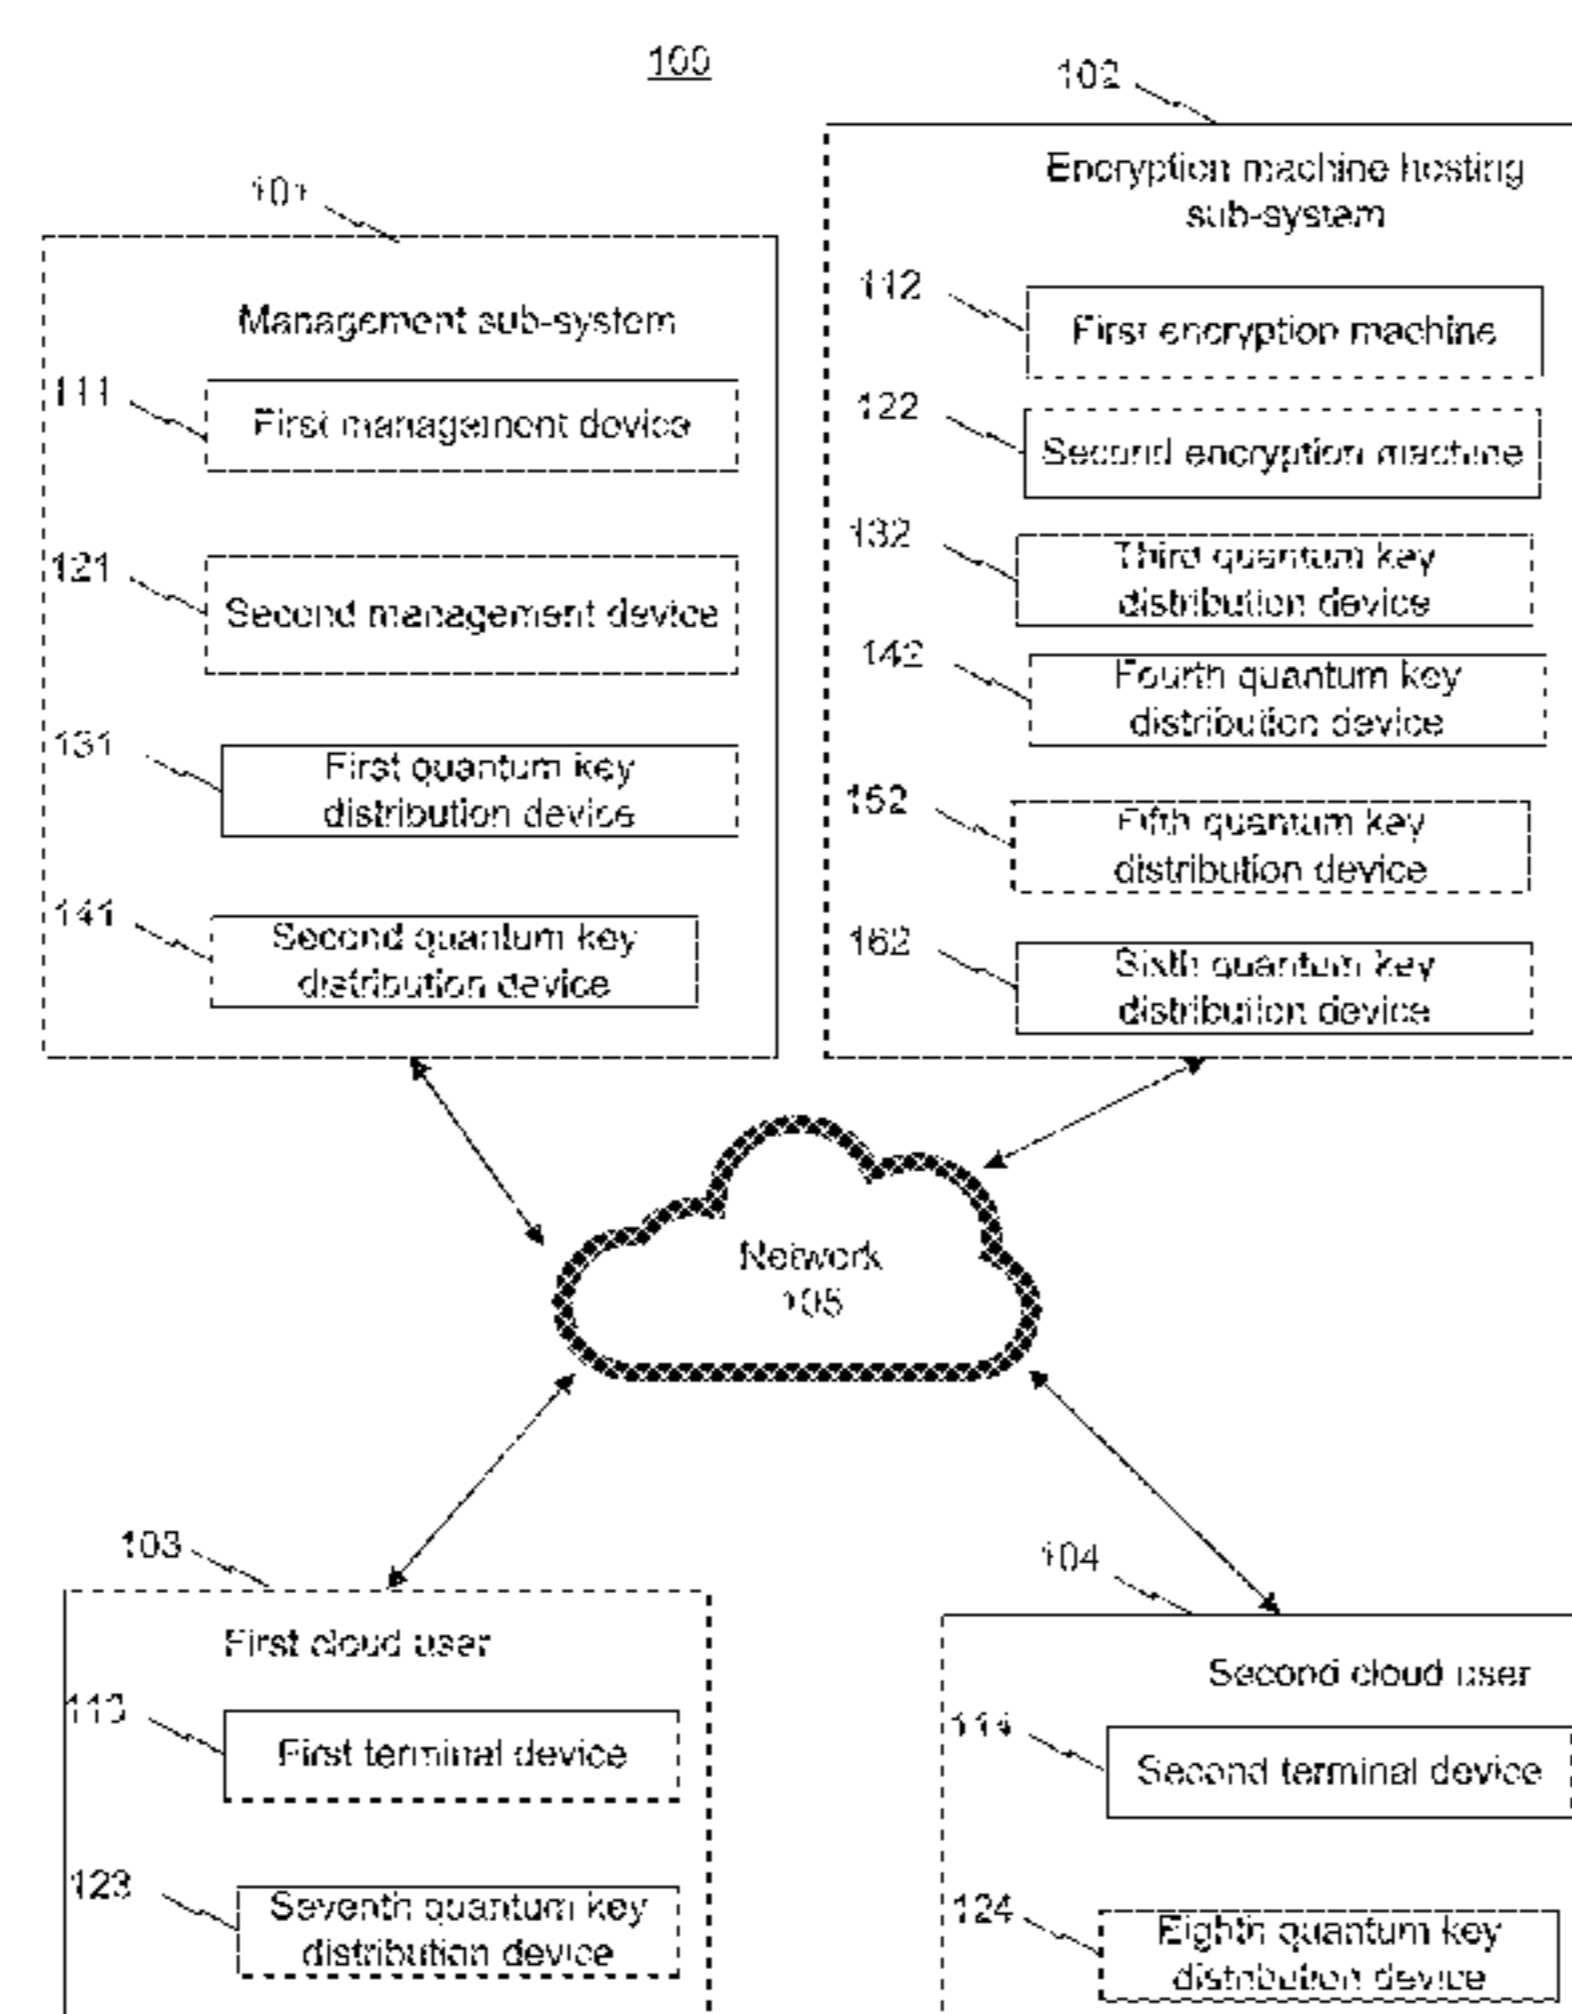 100
101
Management sub-system
111
First management device
121
Second management device
131
First quantum key
distribution device
141
Second quantum key
distribution device
102
Encryption machine hosting
sub-system
112
First encryption machine
122
Second encryption machine
132
Third quantum key
distribution device
142
Fourth quantum key
distribution device
152
Fifth quantum key
distribution device
162
Sixth quantum key
distribution device
Network
105
103
First cloud user
113
First terminal device
123
Seventh quantum key
distribution device
104
Second cloud user
114
Second terminal device
124
Eighth quantum key
distribution device